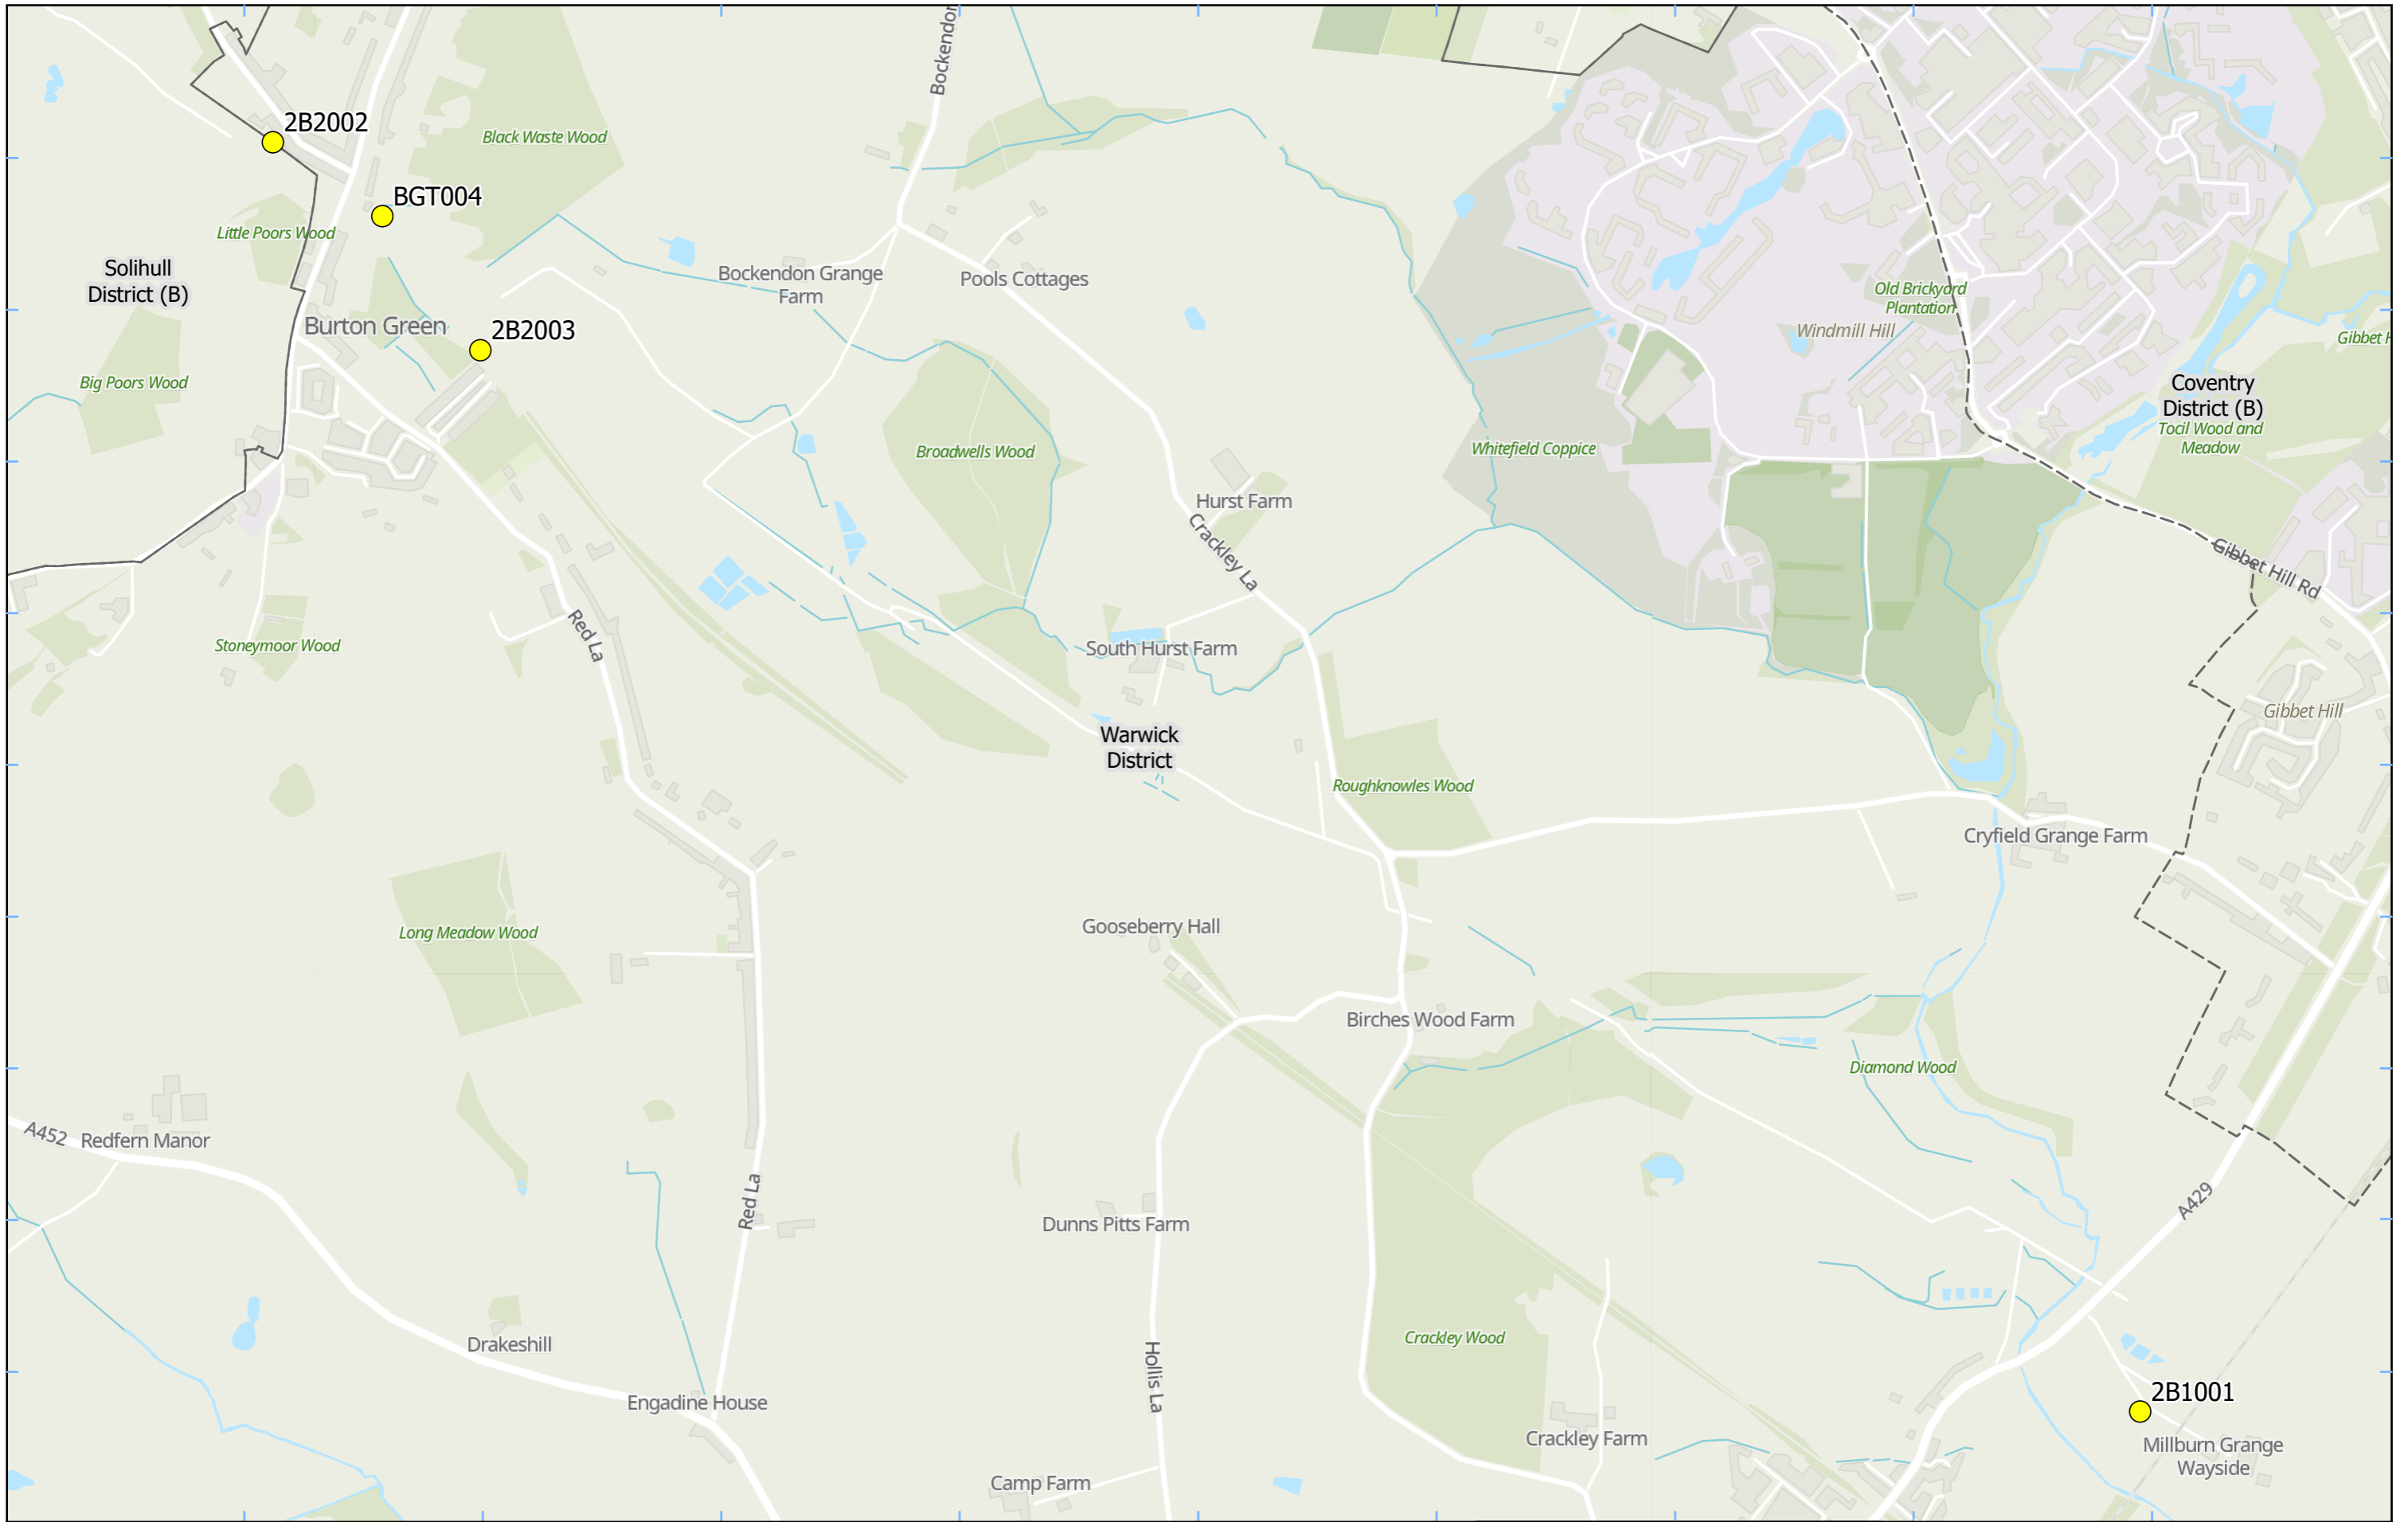 Bockendon
2B2002
Black Waste Wood
BGT004
Little Poors Wood
Solihull
District (B)
Bockendon Grange
Farm
Pools Cottages
Old Brickyard
Plantation
Burton Green
2B2003
Windmill Hill
Gibbet H
Big Poors Wood
Coventry
District (B)
Tocil Wood and
Meadow
Broadwells Wood
Whitefield Coppice
Hurst Farm
Crackley La
Gibbet Hill Rd
Red La
Stoneymoor Wood
South Hurst Farm
Gibbet Hill
Warwick
District
Roughknowles Wood
Cryfield Grange Farm
Long Meadow Wood
Gooseberry Hall
Birches Wood Farm
Diamond Wood
A452
Redfern Manor
Red La
A429
Dunns Pitts Farm
Drakeshill
Crackley Wood
Hollis La
Engadine House
2B1001
Crackley Farm
Millburn Grange
Wayside
Camp Farm